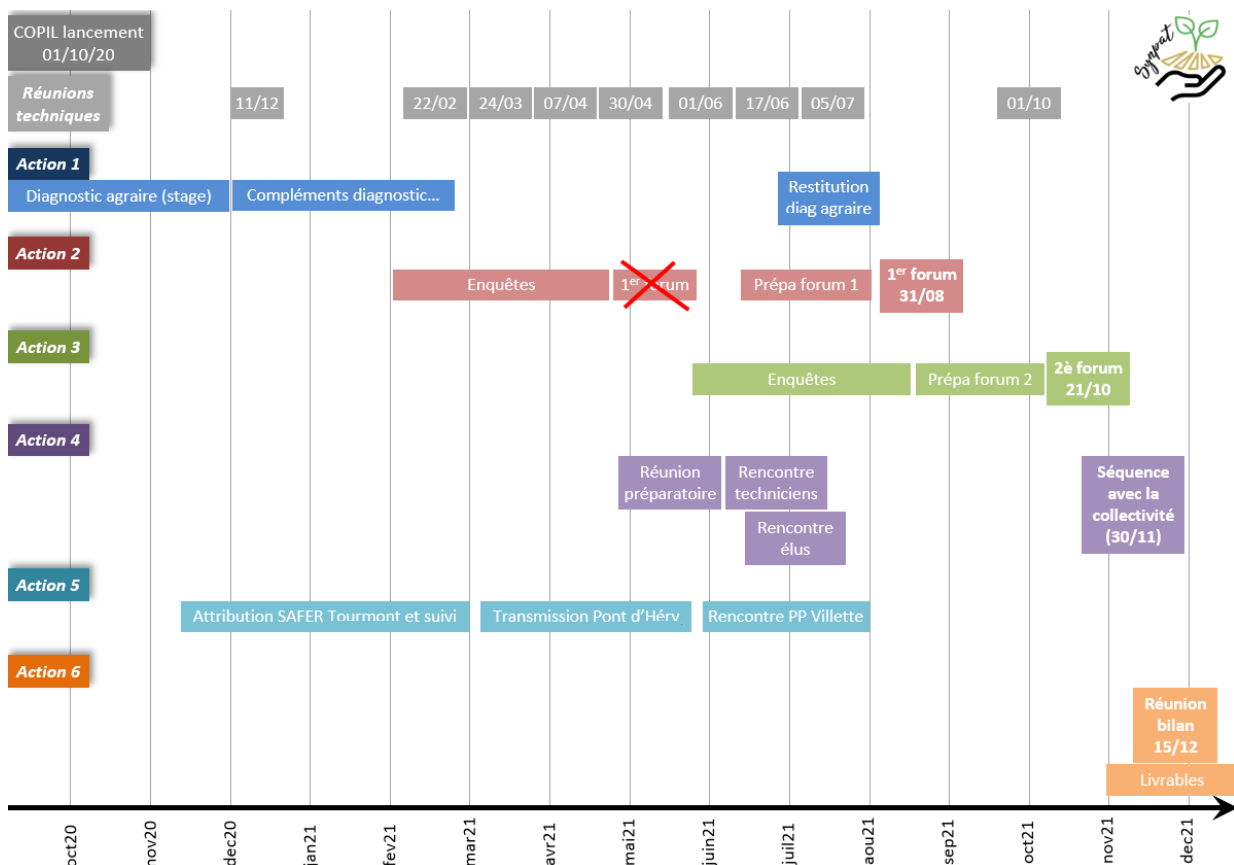 COPIL lancement
01/10/20
Synpat
Réunions
techniques
11/12
22/02
24/03
07/04
30/04
01/06
17/06
05/07
01/10
Action 1
Diagnostic agraire (stage)
Compléments diagnostic...
Restitution
diag agraire
Action 2
Enquêtes
1er forum
Prépa forum 1
1er forum
31/08
Action 3
Enquêtes
Prépa forum 2
2è forum
21/10
Action 4
Réunion
préparatoire
Rencontre
techniciens
Rencontre
élus
Séquence
avec la
collectivité
(30/11)
Action 5
Attribution SAFER Tourmont et suivi
Transmission Pont d'Héry
Rencontre PP Villette
Action 6
Réunion
bilan
15/12
Livrables
oct20
nov20
dec20
jan21
fev21
mar21
avr21
mai21
juin21
juil21
aou21
sep21
oct21
nov21
dec21